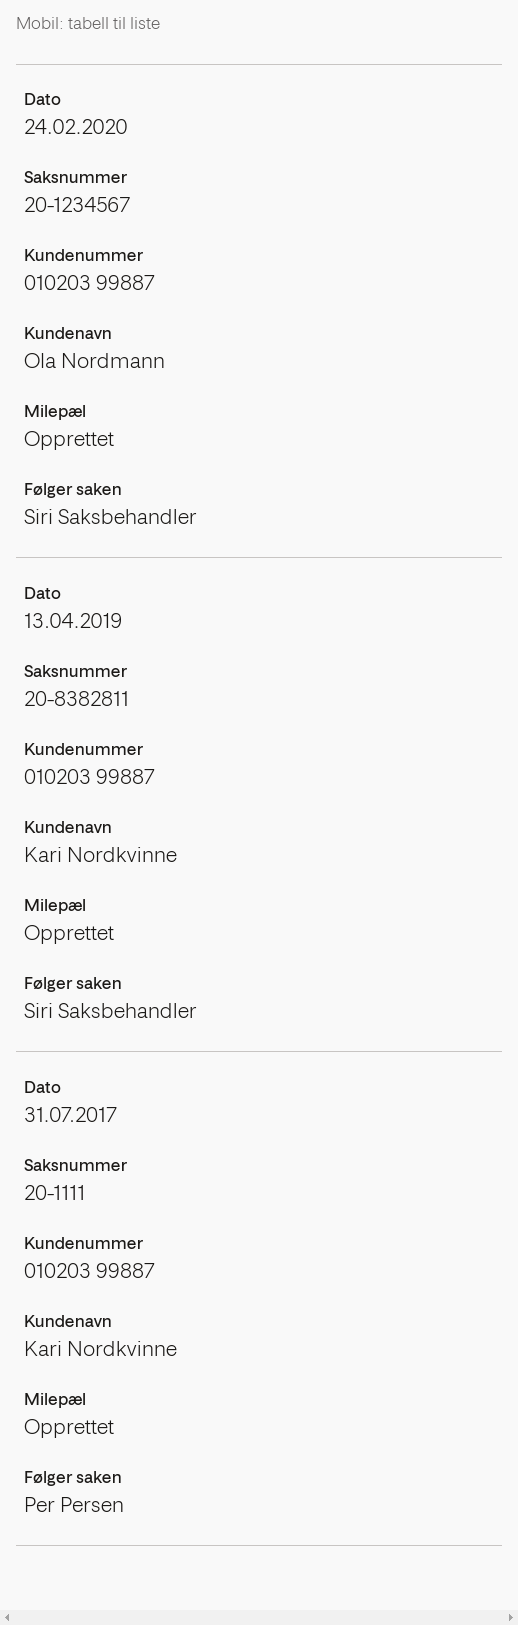 Mobil: tabell til liste
Dato
24.02.2020
Saksnummer
20-1234567
Kundenummer
010203 99887
Kundenavn
Ola Nordmann
Milepæl
Opprettet
Følger saken
Siri Saksbehandler
Dato
13.04.2019
Saksnummer
20-8382811
Kundenummer
010203 99887
Kundenavn
Kari Nordkvinne
Milepæl
Opprettet
Følger saken
Siri Saksbehandler
Dato
31.07.2017
Saksnummer
20-1111
Kundenummer
010203 99887
Kundenavn
Kari Nordkvinne
Milepæl
Opprettet
Følger saken
Per Persen